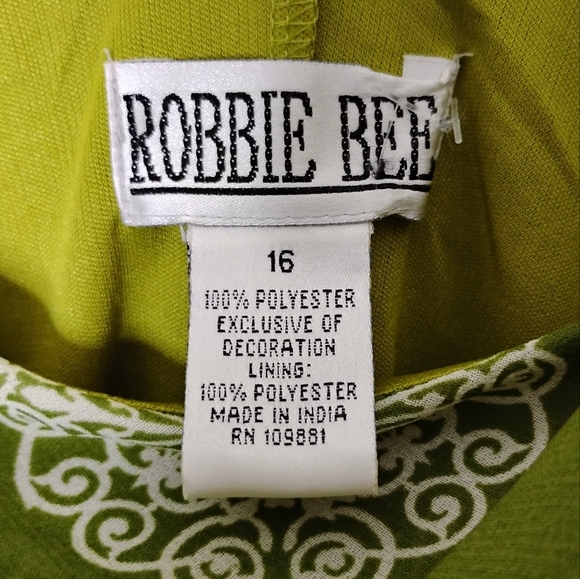 ROBBIE BEE
16
100% POLYESTER
EXCLUSIVE OF
DECORATION
LINING:
100% POLYESTER
MADE IN INDIA
RN 109881